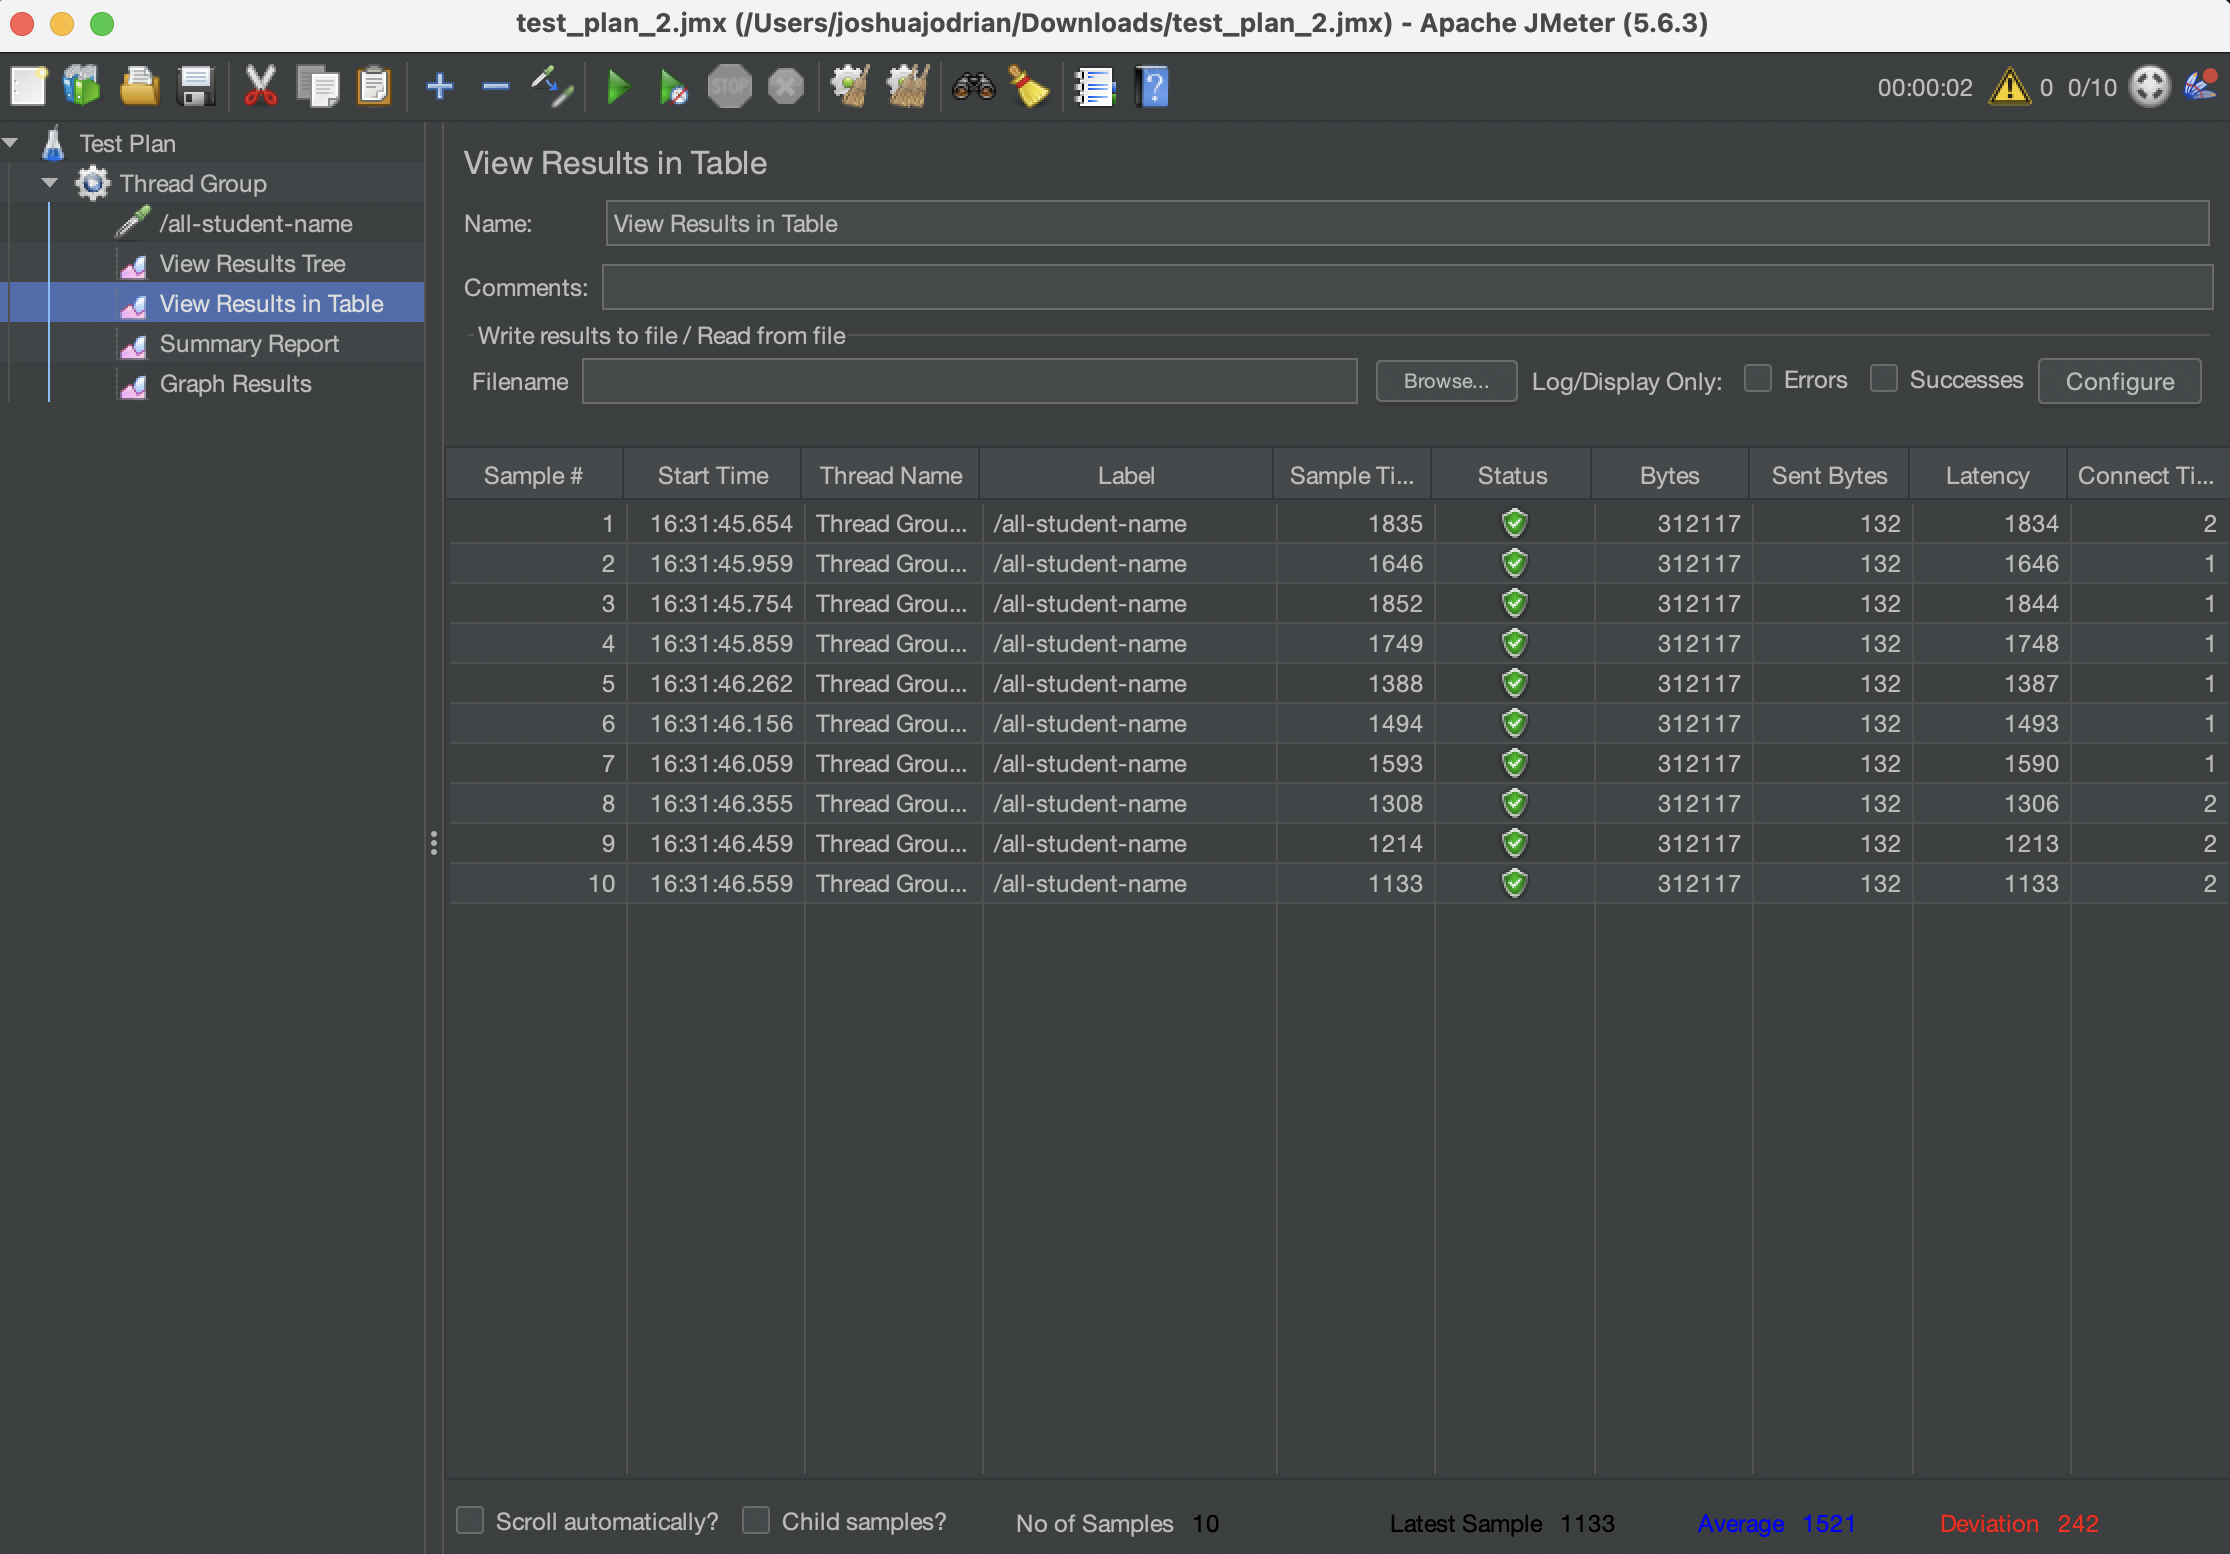 test_plan_2.jmx (/Users/joshuajodrian/Downloads/test_plan_2.jmx) - Apache JMeter (5.6.3)
STOP
00:00:02 0 0/10
Test Plan
Thread Group
/all-student-name
View Results Tree
View Results in Table
Summary Report
Graph Results
View Results in Table
Name: View Results in Table
Comments:
Write results to file / Read from file
Filename Browse... Log/Display Only: Errors Successes Configure
Sample # Start Time Thread Name Label Sample Ti... Status Bytes Sent Bytes Latency Connect Ti...
1 16:31:45.654 Thread Grou... /all-student-name 1835 312117 132 1834 2
2 16:31:45.959 Thread Grou... /all-student-name 1646 312117 132 1646 1
3 16:31:45.754 Thread Grou... /all-student-name 1852 312117 132 1844 1
4 16:31:45.859 Thread Grou... /all-student-name 1749 312117 132 1748 1
5 16:31:46.262 Thread Grou... /all-student-name 1388 312117 132 1387 1
6 16:31:46.156 Thread Grou... /all-student-name 1494 312117 132 1493 1
7 16:31:46.059 Thread Grou... /all-student-name 1593 312117 132 1590 1
8 16:31:46.355 Thread Grou... /all-student-name 1308 312117 132 1306 2
9 16:31:46.459 Thread Grou... /all-student-name 1214 312117 132 1213 2
10 16:31:46.559 Thread Grou... /all-student-name 1133 312117 132 1133 2
Scroll automatically? Child samples? No of Samples 10 Latest Sample 1133 Average 1521 Deviation 242